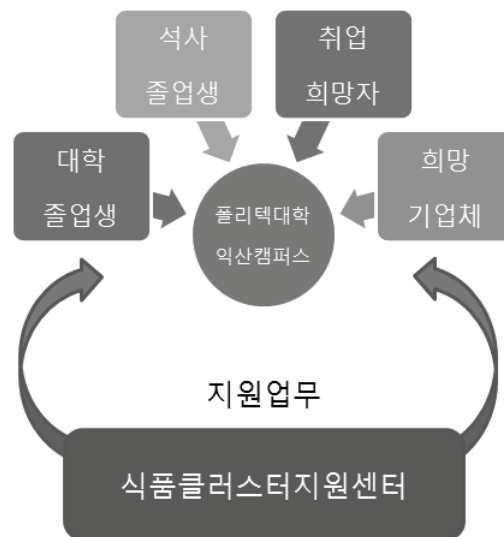 석사
졸업생
취업
희망자
대학
졸업생
희망
기업체
폴리텍대학
익산캠퍼스
지원업무
식품클러스터지원센터